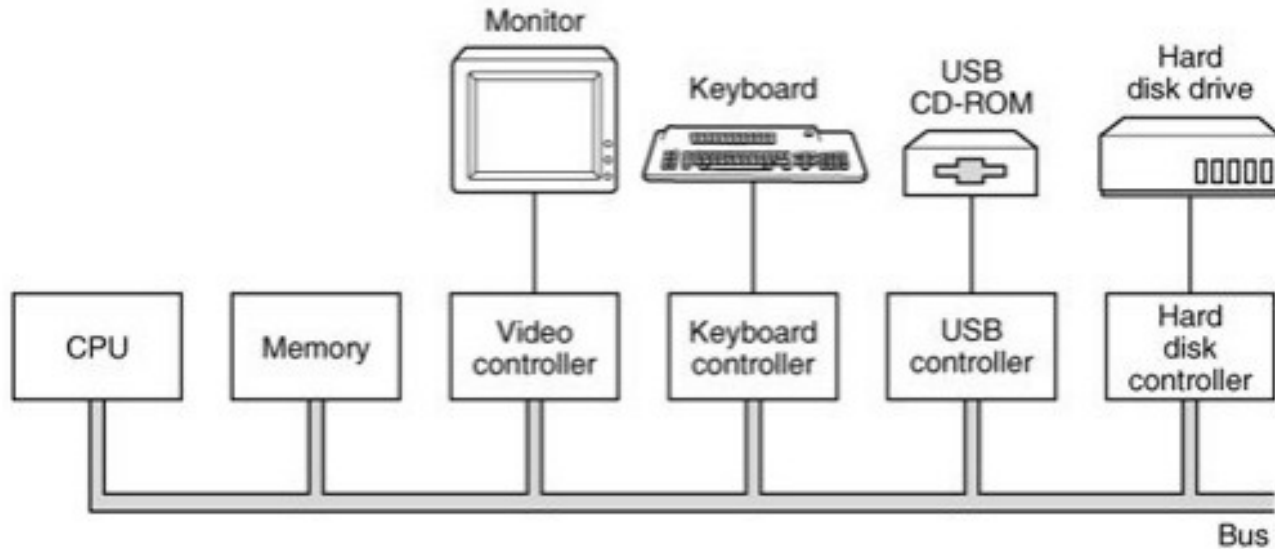 Monitor
Keyboard
USB
CD-ROM
Hard
disk drive
CPU
Memory
Video
controller
Keyboard
controller
USB
controller
Hard
disk
controller
Bus